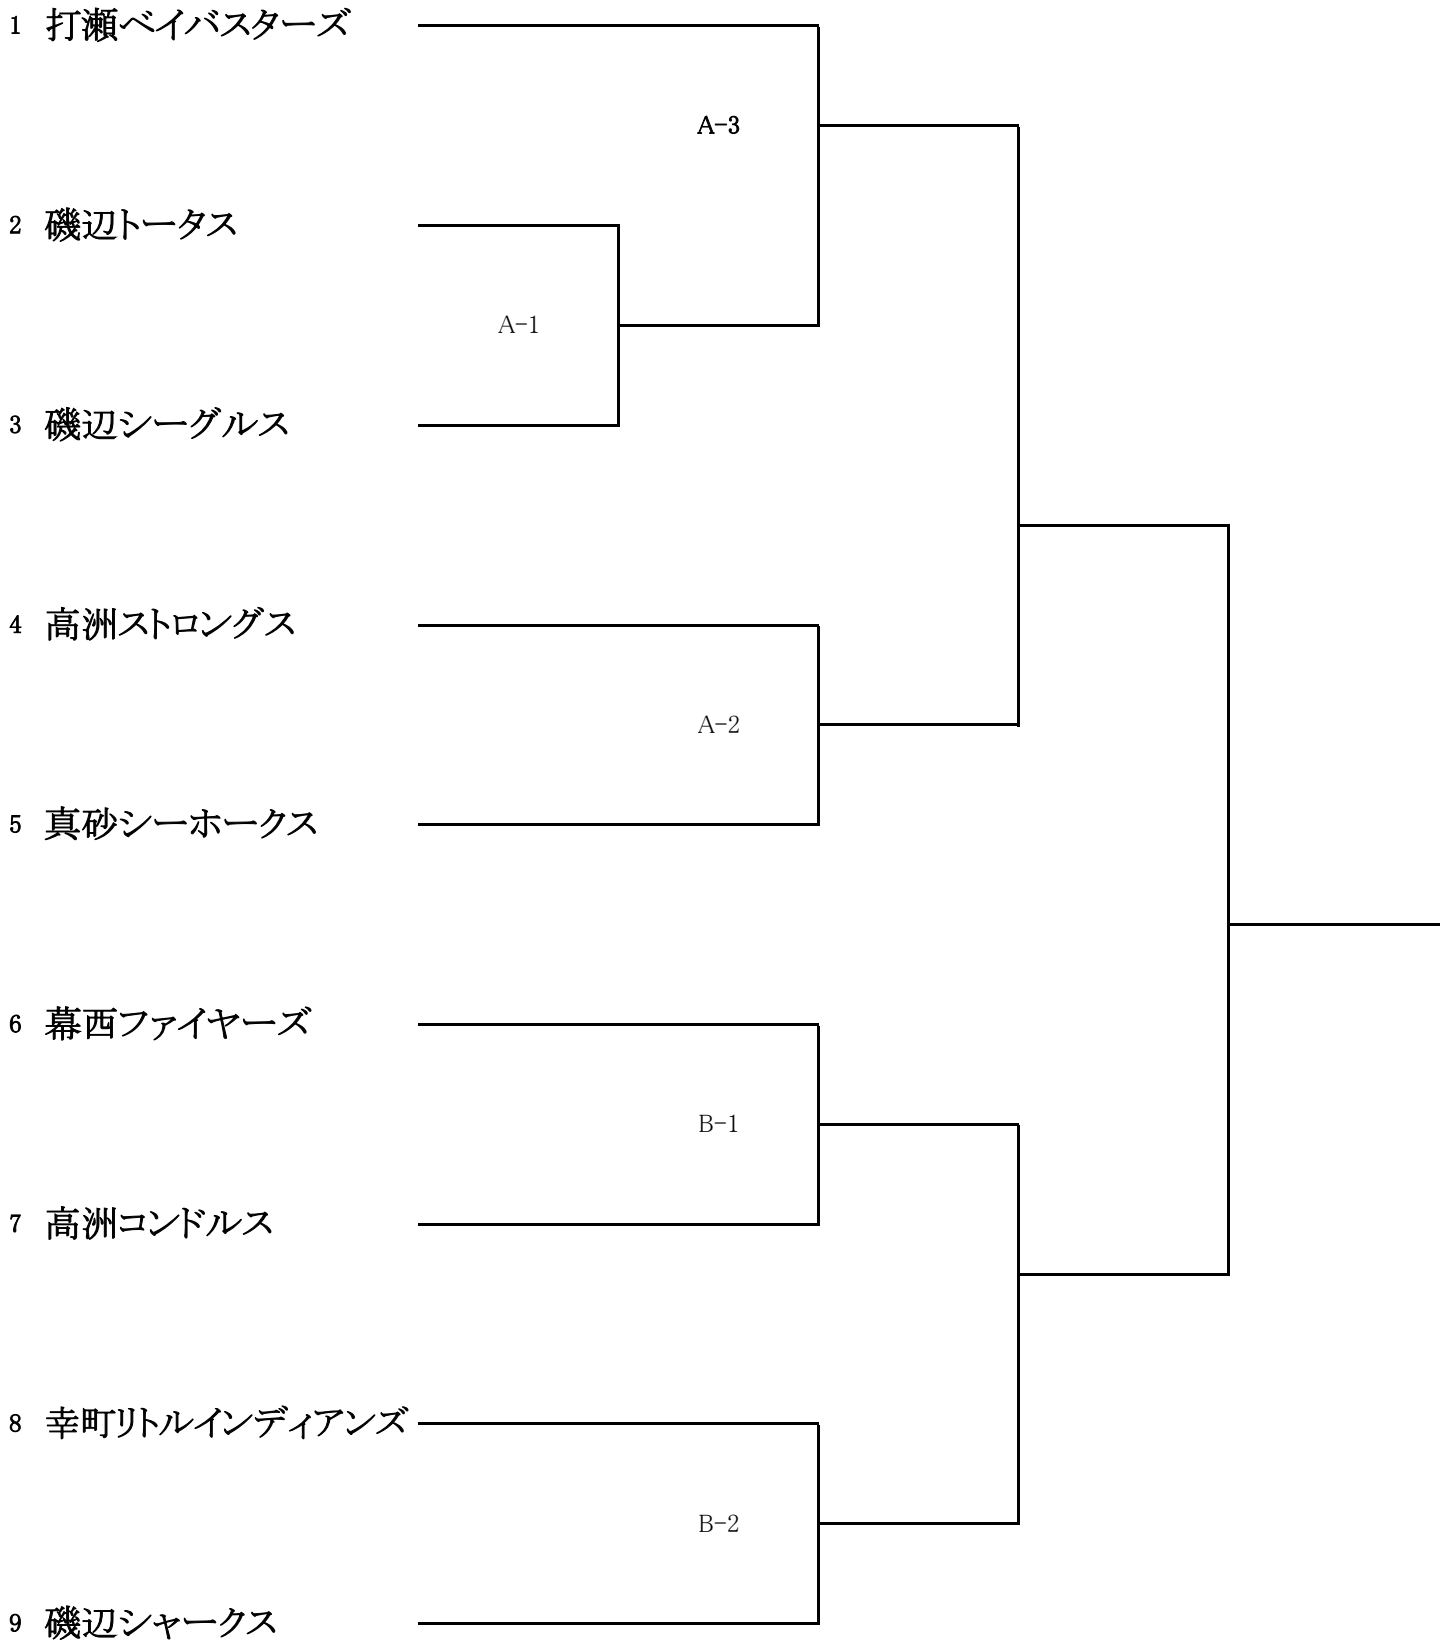 1 打瀬ベイバスターズ
A-3
2 磯辺トータス
A-1
3 磯辺シーグルス
4 高洲ストロングス
A-2
5 真砂シーホークス
6 幕西ファイヤーズ
B-1
7 高洲コンドルス
8 幸町リトルインディアンズ
B-2
9 磯辺シャークス